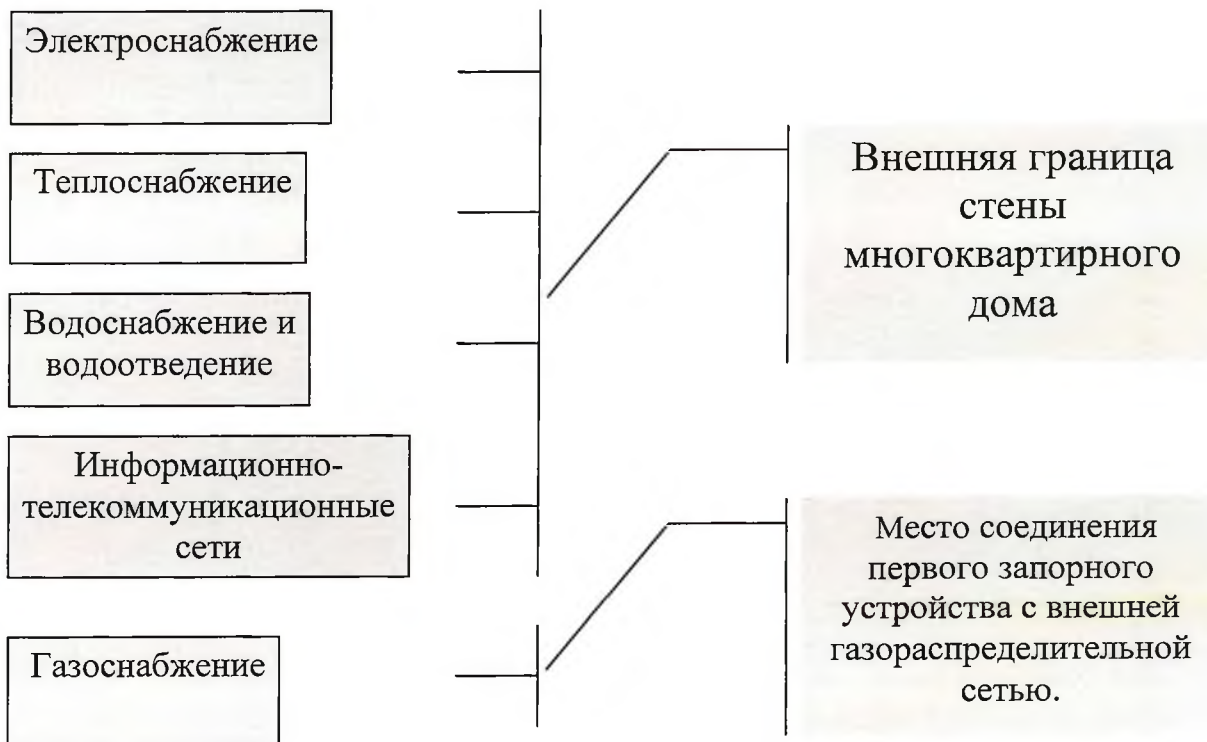 Электроснабжение
Теплоснабжение
Водоснабжение и
водоотведение
Информационно-
телекоммуникационные
сети
Газоснабжение
Внешняя граница
стены
многоквартирного
дома
Место соединения
первого запорного
устройства с внешней
газораспределительной
сетью.